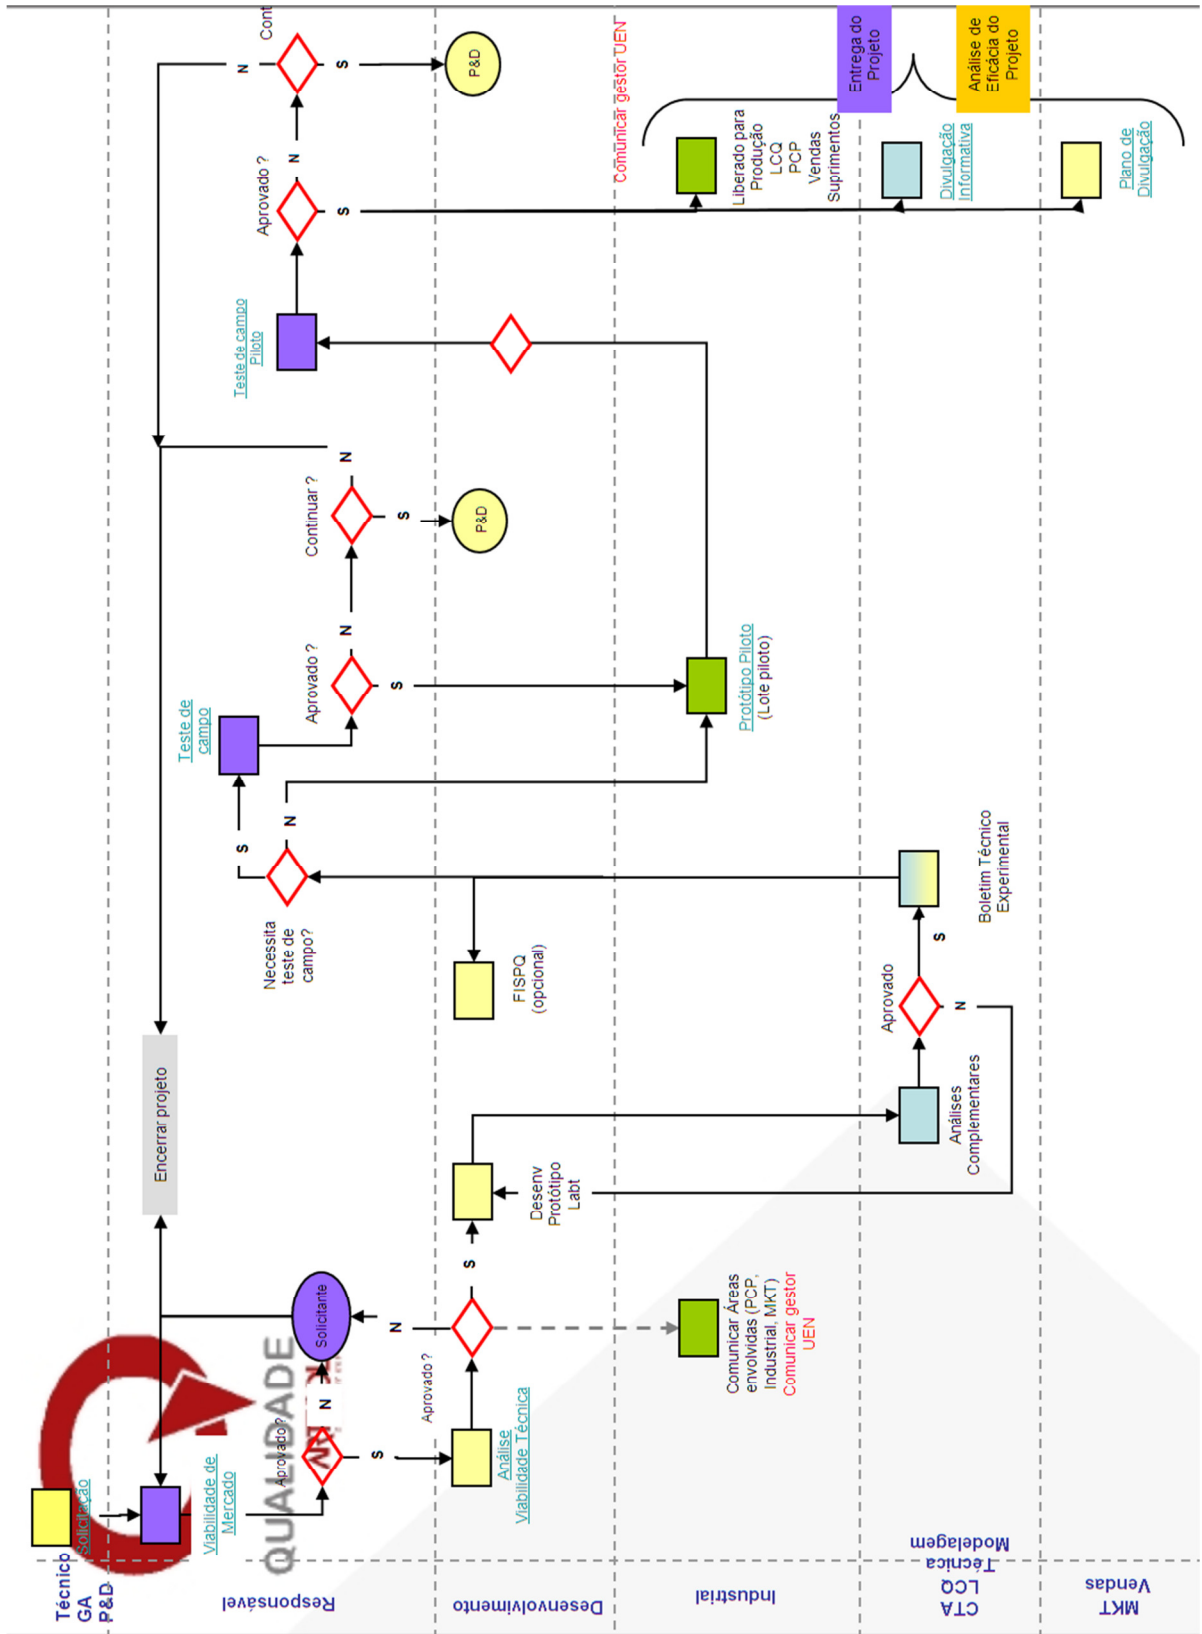 Técnico
GA
P&D
Responsável
Desenvolvimento
Industrial
CTA
LCQ
Técnica
Modelagem
MKT
Vendas
Solicitação
Viabilidade de
Mercado
QUALIDADE
Aprovado?
N
S
Solicitante
Análise
Viabilidade Técnica
Aprovado ?
N
S
Comunicar Áreas
envolvidas (PCP,
Industrial, MKT)
Comunicar gestor
UEN
Desenv
Protótipo
Labt
Encerrar projeto
Análises
Complementares
Aprovado
N
S
Boletim Técnico
Experimental
FISPQ
(opcional)
Necessita
teste de
campo?
S
N
Teste de
campo
Aprovado ?
N
S
Protótipo Piloto
(Lote piloto)
Continuar ?
N
S
P&D
Teste de campo
Piloto
Aprovado ?
N
S
Cont
N
S
P&D
Comunicar gestor UEN
Liberado para
Produção
LCQ
PCP
Vendas
Suprimentos
Divulgação
Informativa
Plano de
Divulgação
Entrega do
Projeto
Análise de
Eficácia do
Projeto